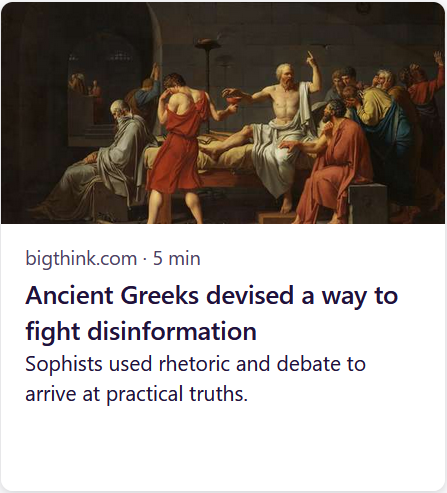 bigthink.com · 5 min
Ancient Greeks devised a way to
fight disinformation
Sophists used rhetoric and debate to
arrive at practical truths.